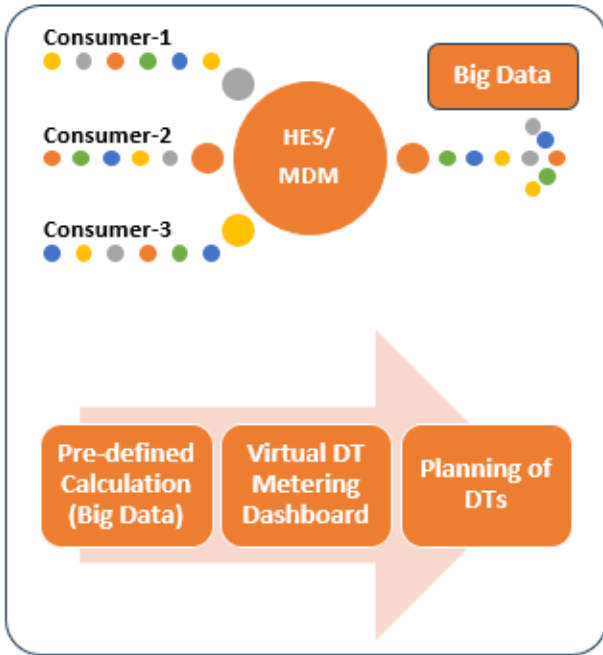 Consumer-1
Big Data
Consumer-2
HES/
MDM
Consumer-3
Pre-defined
Calculation
(Big Data)
Virtual DT
Metering
Dashboard
Planning of
DTs